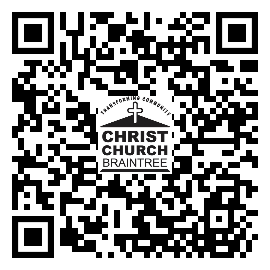 TRANSFORMING COMMUNITY
CHRIST
CHURCH
BRAINTREE